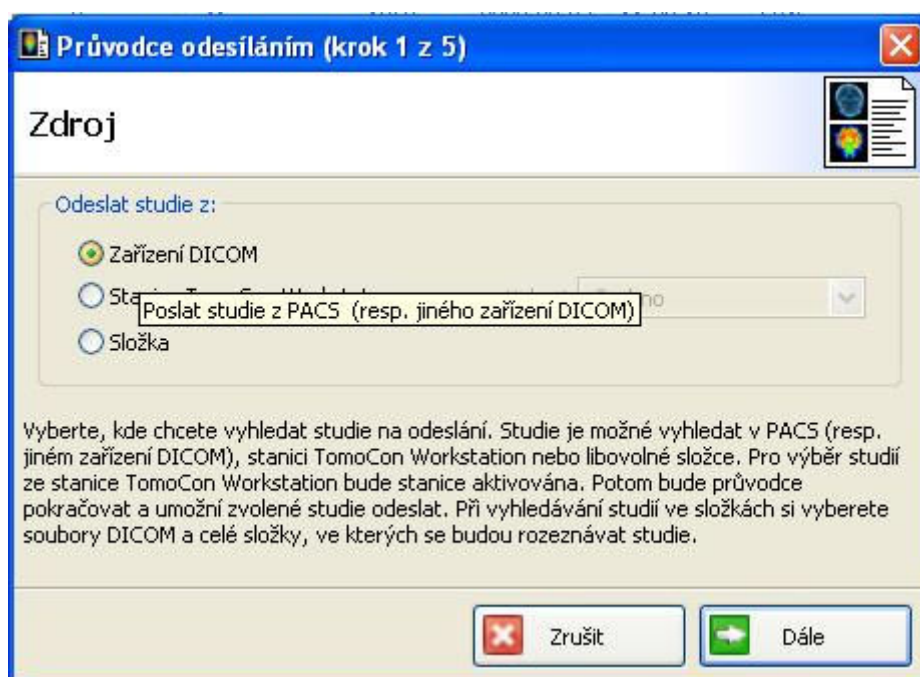 Průvodce odesíláním (krok 1 z 5)
Zdroj
Odeslat studie z:
Zařízení DICOM
Poslat studie z PACS (resp. jiného zařízení DICOM)
Složka
Vyberte, kde chcete vyhledat studie na odeslání. Studie je možné vyhledat v PACS (resp.
jiném zařízení DICOM), stanici TomoCon Workstation nebo libovolné složce. Pro výběr studií
ze stanice TomoCon Workstation bude stanice aktivována. Potom bude průvodce
pokračovat a umožní zvolené studie odeslat. Při vyhledávání studií ve složkách si vyberete
soubory DICOM a celé složky, ve kterých se budou rozeznávat studie.
Zrušit
Dále